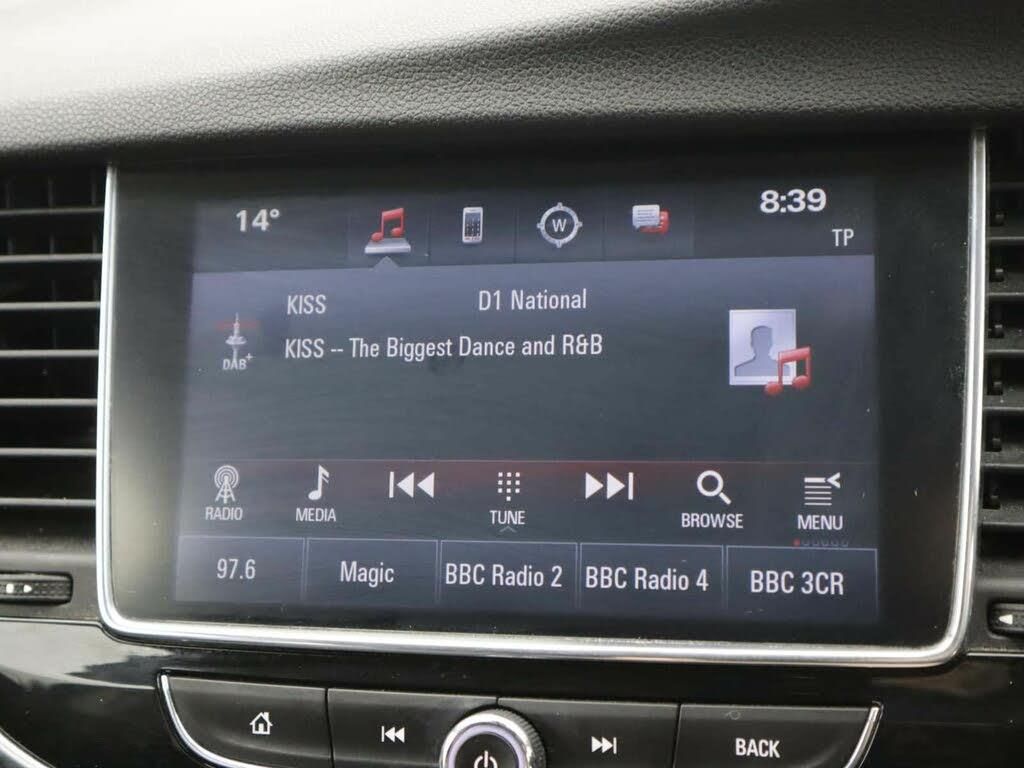 14°
8:39
W
TP
KISS D1 National
DAB+
KISS -- The Biggest Dance and R&B
RADIO
MEDIA
TUNE
BROWSE
MENU
97.6
Magic
BBC Radio 2
BBC Radio 4
BBC 3CR
BACK